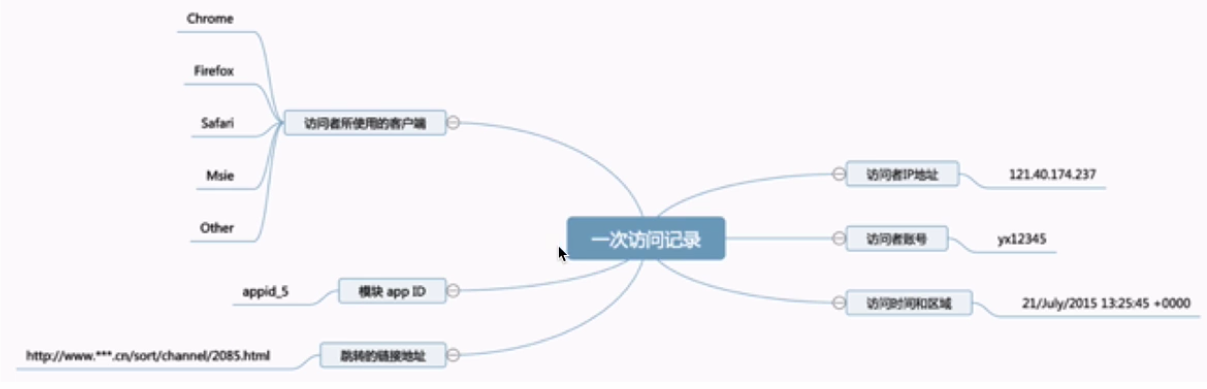 Chrome
Firefox
Safari
Msie
Other
访问者所使用的客户端
appid_5
模块 app ID
http://www.***.cn/sort/channel/2085.html
跳转的链接地址
一次访问记录
访问者IP地址
121.40.174.237
访问者账号
yx12345
访问时间和区域
21/July/2015 13:25:45 +0000